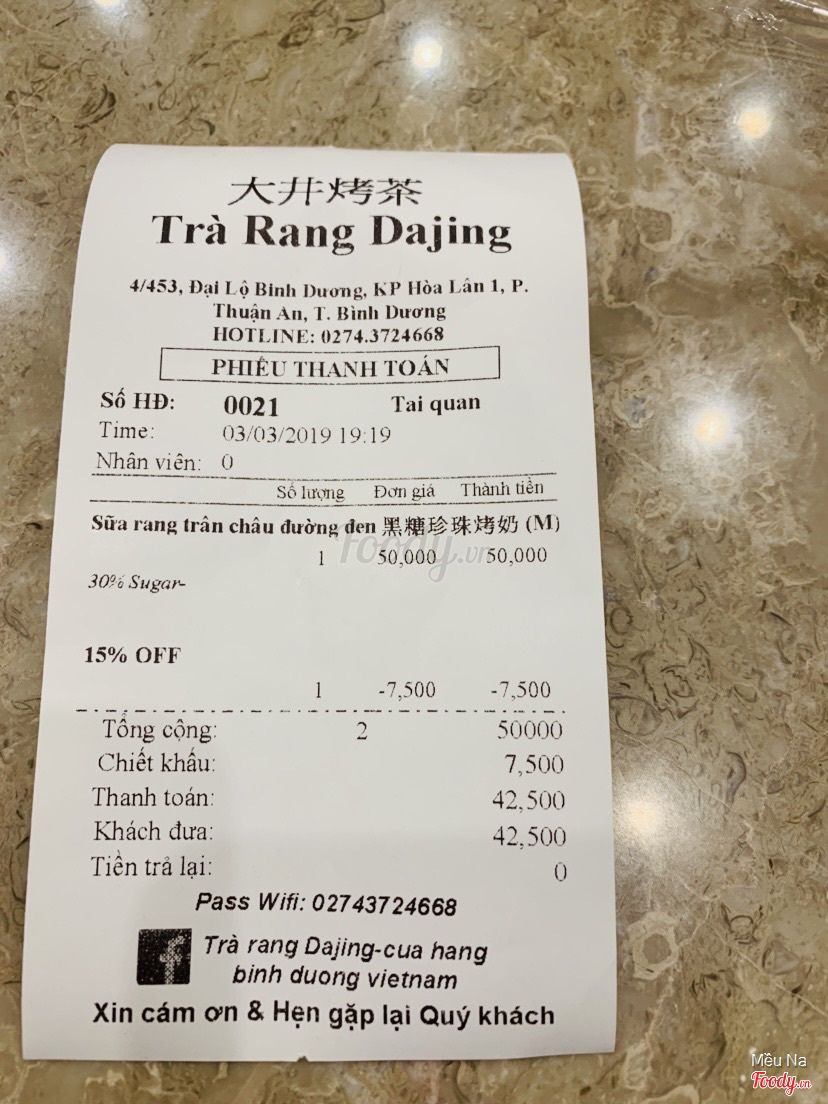 大井烤茶
Trà Rang Dajing
4/453, Đại Lộ Bình Dương, KP Hòa Lân 1, P.
Thuận An, T. Bình Dương
HOTLINE: 0274.3724668
PHIẾU THANH TOÁN
Số HĐ: 0021 Tai quan
Time: 03/03/2019 19:19
Nhân viên: 0
Số lượng Đơn giá Thành tiền
Sữa rang trân châu đường đen 黑糖珍珠烤奶 (M)
1 50,000 50,000
30% Sugar-
15% OFF
1 -7,500 -7,500
Tổng cộng: 2 50000
Chiết khấu: 7,500
Thanh toán: 42,500
Khách đưa: 42,500
Tiền trả lại: 0
Pass Wifi: 02743724668
f Trà rang Dajing-cua hang
binh duong vietnam
Xin cám ơn & Hẹn gặp lại Quý khách
Foody.vn
Mều Na
Foody.vn